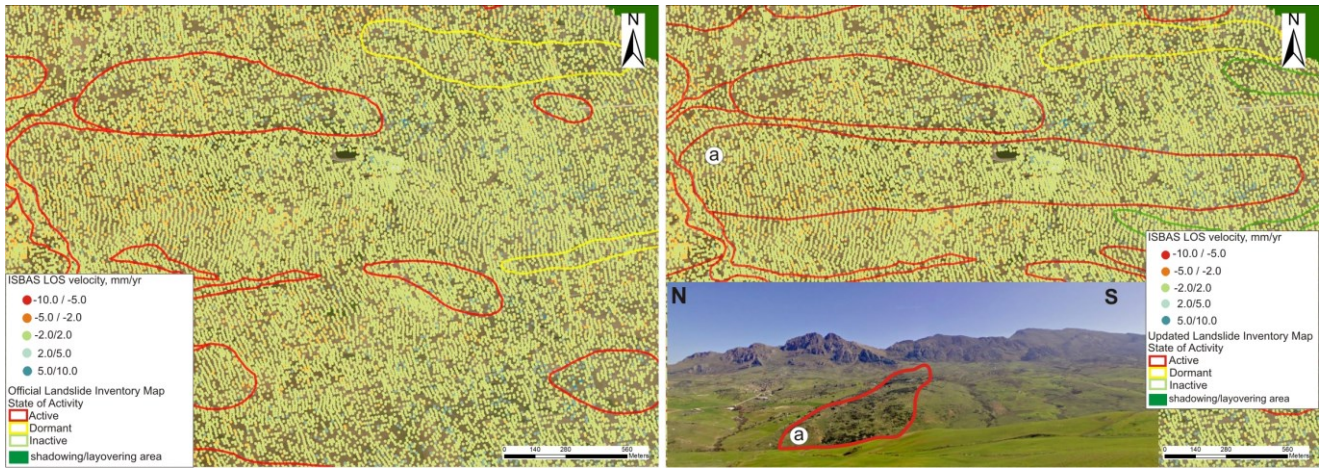 N
ISBAS LOS velocity, mm/yr
-10.0 / -5.0
-5.0 / -2.0
-2.0/2.0
2.0/5.0
5.0/10.0
Official Landslide Inventory Map
State of Activity
Active
Dormant
Inactive
shadowing/layovering area
0 140 280 560
Meters
N
a
ISBAS LOS velocity, mm/yr
-10.0 / -5.0
-5.0 / -2.0
-2.0/2.0
2.0/5.0
5.0/10.0
Updated Landslide Inventory Map
State of Activity
Active
Dormant
Inactive
shadowing/layovering area
N S
a
0 140 280 560
Meters